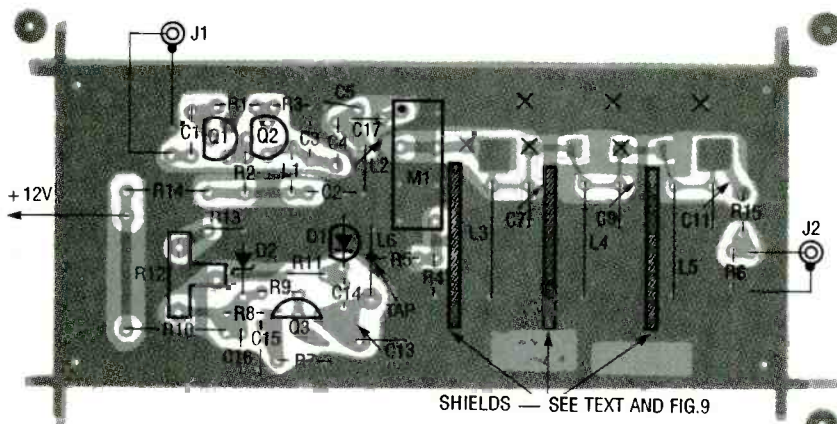 J1
C5
R1
R3
C1
Q1
Q2
C3
C4
C17
L2
M1
R2
L1
C2
R14
+ 12V
R13
D2
R12
D1
L6
R5
R4
R11
TAP
R9
C14
R8
Q3
C15
R10
C16
R7
C13
L3
C7
L4
C9
L5
C11
R15
R6
J2
SHIELDS — SEE TEXT AND FIG.9